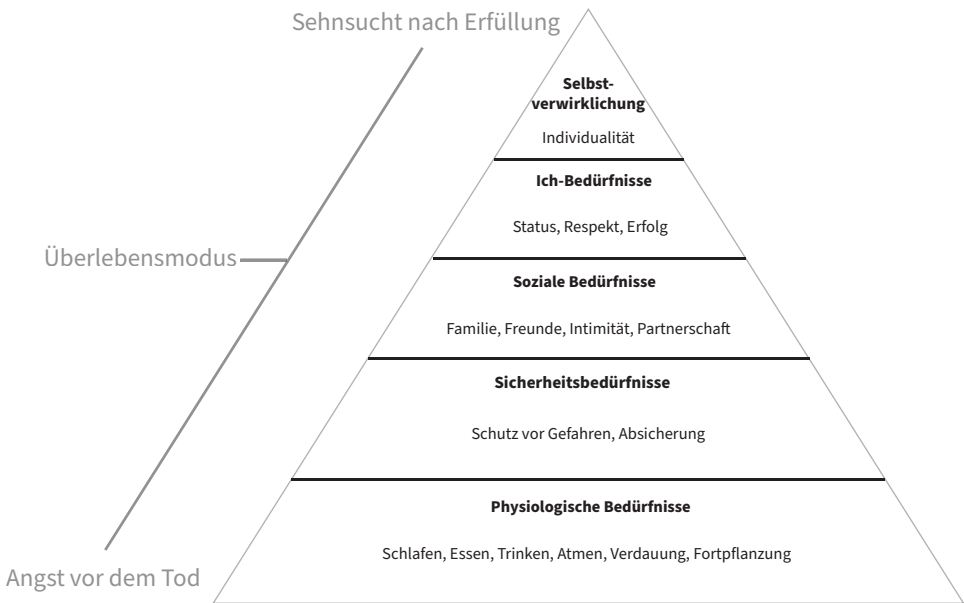 Sehnsucht nach Erfüllung
Selbst-
verwirklichung
Individualität
Ich-Bedürfnisse
Status, Respekt, Erfolg
Überlebensmodus
Soziale Bedürfnisse
Familie, Freunde, Intimität, Partnerschaft
Sicherheitsbedürfnisse
Schutz vor Gefahren, Absicherung
Physiologische Bedürfnisse
Schlafen, Essen, Trinken, Atmen, Verdauung, Fortpflanzung
Angst vor dem Tod